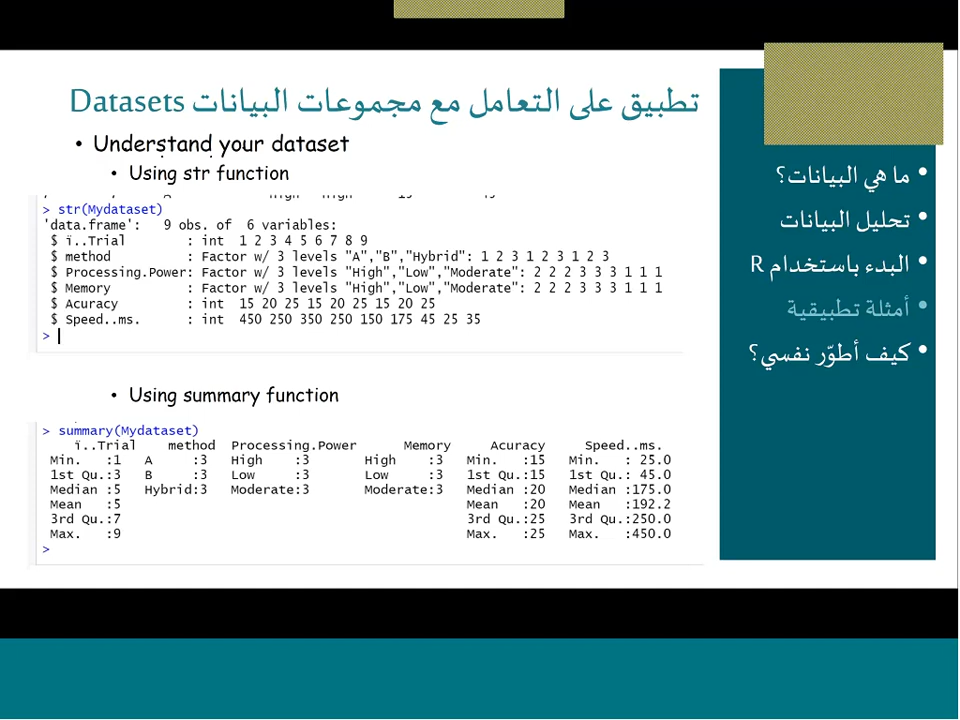 تطبيق على التعامل مع مجموعات البيانات Datasets
• Understand your dataset
• Using str function
> str(Mydataset)
'data.frame':   9 obs. of  6 variables:
 $ ï..Trial        : int  1 2 3 4 5 6 7 8 9
 $ method          : Factor w/ 3 levels "A","B","Hybrid": 1 2 3 1 2 3 1 2 3
 $ Processing.Power: Factor w/ 3 levels "High","Low","Moderate": 2 2 2 3 3 3 1 1 1
 $ Memory          : Factor w/ 3 levels "High","Low","Moderate": 2 2 2 3 3 3 1 1 1
 $ Acuracy         : int  15 20 25 15 20 25 15 20 25
 $ Speed..ms.      : int  450 250 350 250 150 175 45 25 35
>
• Using summary function
> summary(Mydataset)
    ï..Trial    method   Processing.Power      Memory     Acuracy     Speed..ms.
 Min.   :1   A     :3   High    :3       High    :3   Min.   :15   Min.   : 25.0
 1st Qu.:3   B     :3   Low     :3       Low     :3   1st Qu.:15   1st Qu.: 45.0
 Median :5   Hybrid:3   Moderate:3       Moderate:3   Median :20   Median :175.0
 Mean   :5   Mean   :20   Mean   :192.2
 3rd Qu.:7   3rd Qu.:25   3rd Qu.:250.0
 Max.   :9   Max.   :25   Max.   :450.0
>
• ما هي البيانات؟
• تحليل البيانات
• البدء باستخدام R
• أمثلة تطبيقية
• كيف أطوّر نفسي؟